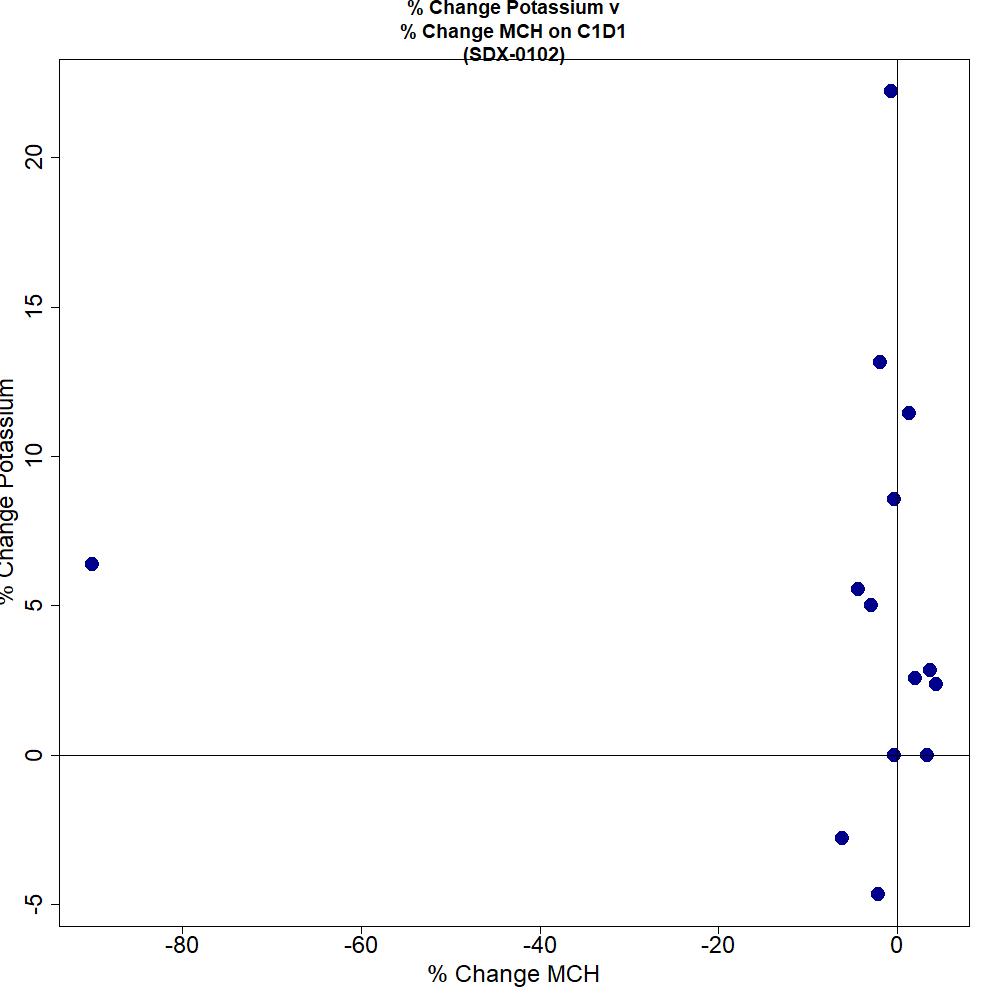 % Change Potassium v
% Change MCH on C1D1
(SDX-0102)
20
15
10
5
0
-5
% Change Potassium
-80
-60
-40
-20
0
% Change MCH